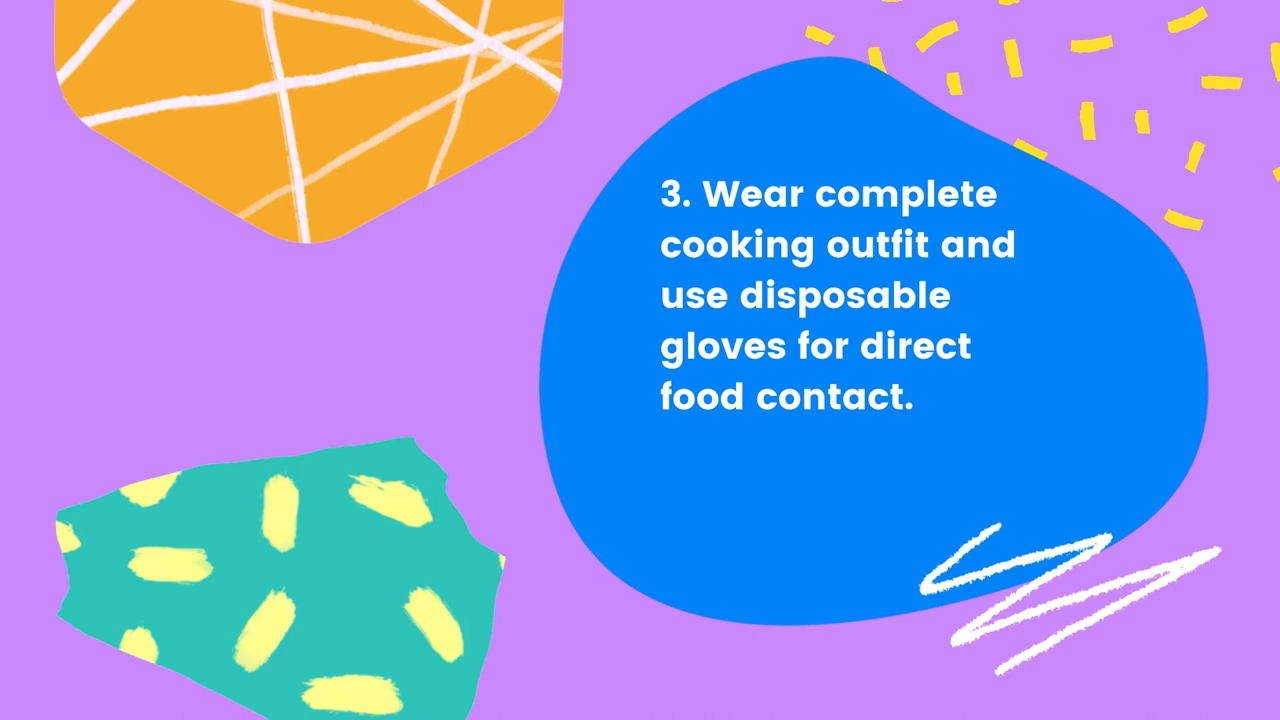 3. Wear complete
cooking outfit and
use disposable
gloves for direct
food contact.